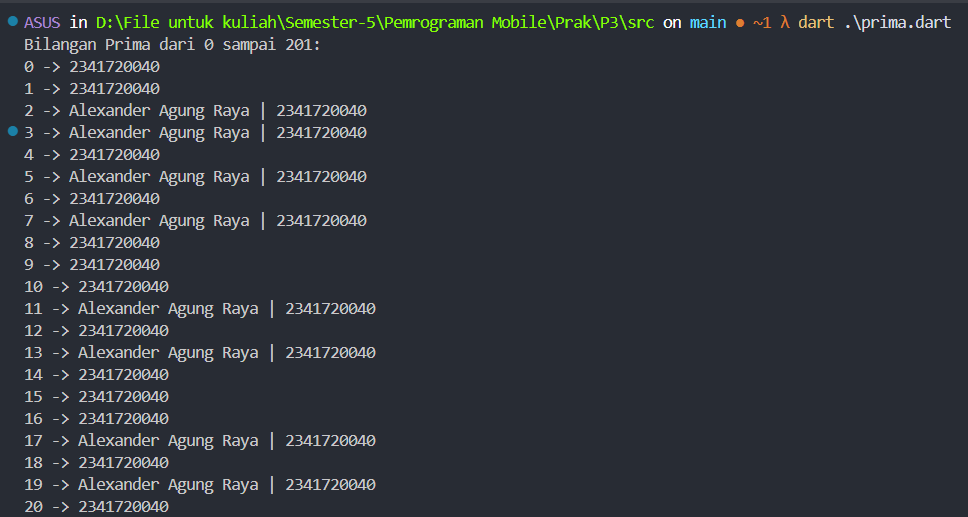 ASUS in D:\File untuk kuliah\Semester-5\Pemrograman Mobile\Prak\P3\src on main ● ~1 λ dart .\prima.dart
Bilangan Prima dari 0 sampai 201:
0 -> 2341720040
1 -> 2341720040
2 -> Alexander Agung Raya | 2341720040
3 -> Alexander Agung Raya | 2341720040
4 -> 2341720040
5 -> Alexander Agung Raya | 2341720040
6 -> 2341720040
7 -> Alexander Agung Raya | 2341720040
8 -> 2341720040
9 -> 2341720040
10 -> 2341720040
11 -> Alexander Agung Raya | 2341720040
12 -> 2341720040
13 -> Alexander Agung Raya | 2341720040
14 -> 2341720040
15 -> 2341720040
16 -> 2341720040
17 -> Alexander Agung Raya | 2341720040
18 -> 2341720040
19 -> Alexander Agung Raya | 2341720040
20 -> 2341720040